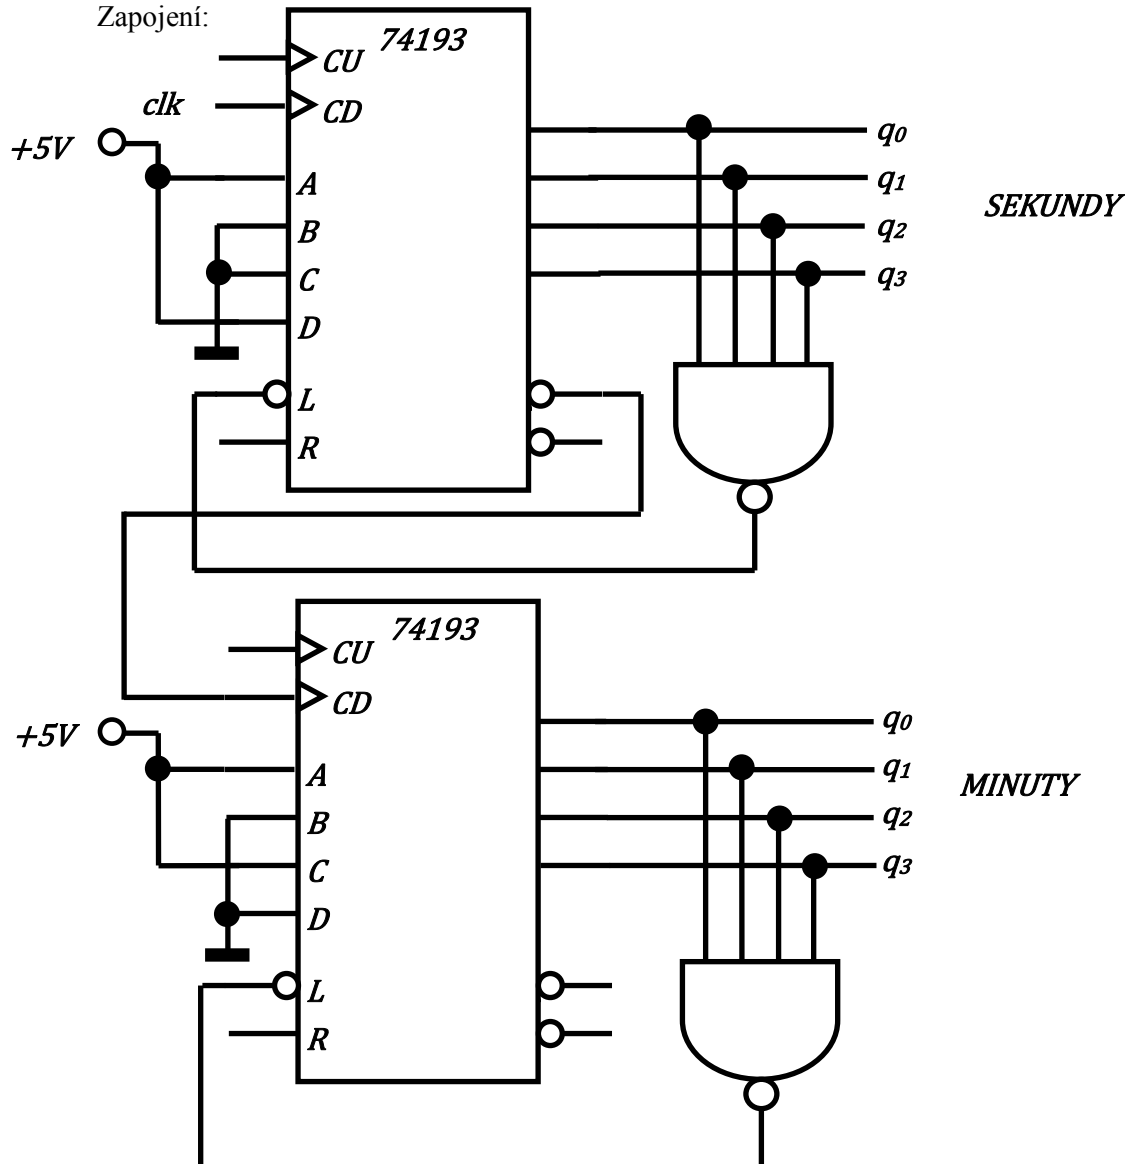 Zapojení:
74193
CU
clk
CD
+5V
q0
A
q1
SEKUNDY
B
q2
C
q3
D
L
R
74193
CU
CD
+5V
q0
A
q1
MINUTY
B
q2
C
q3
D
L
R